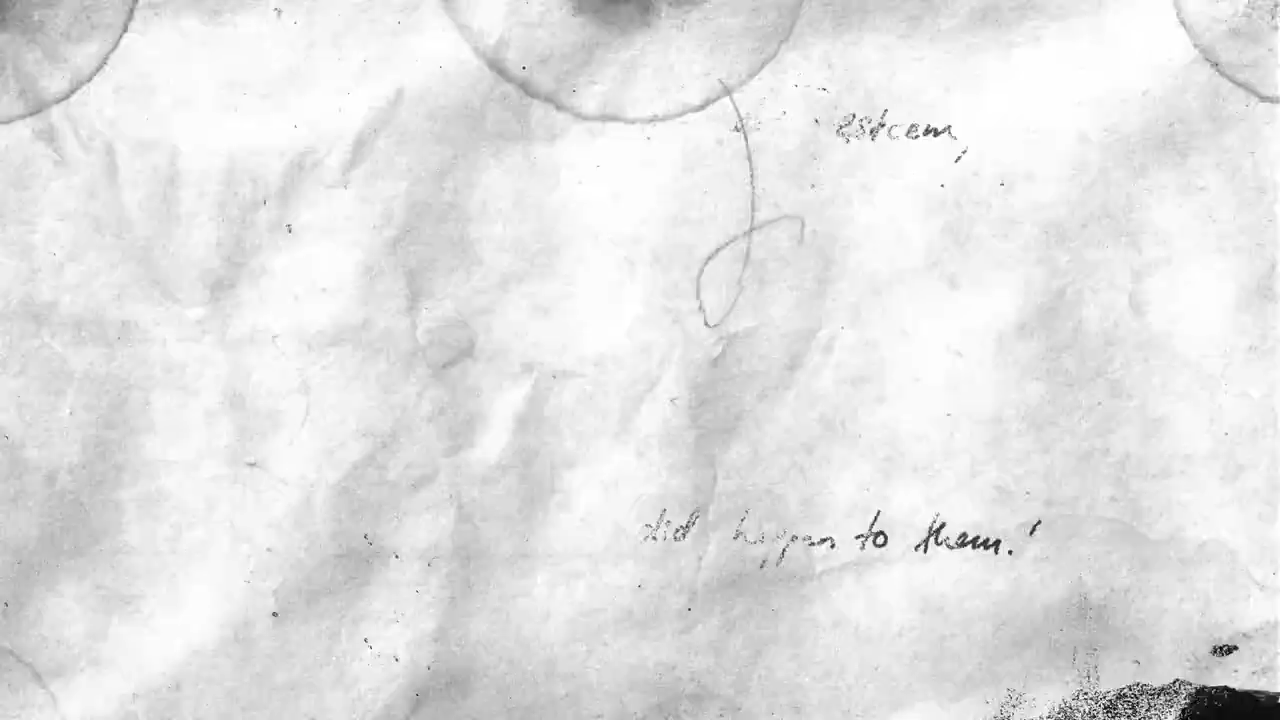 esteem,
did happen to them.'